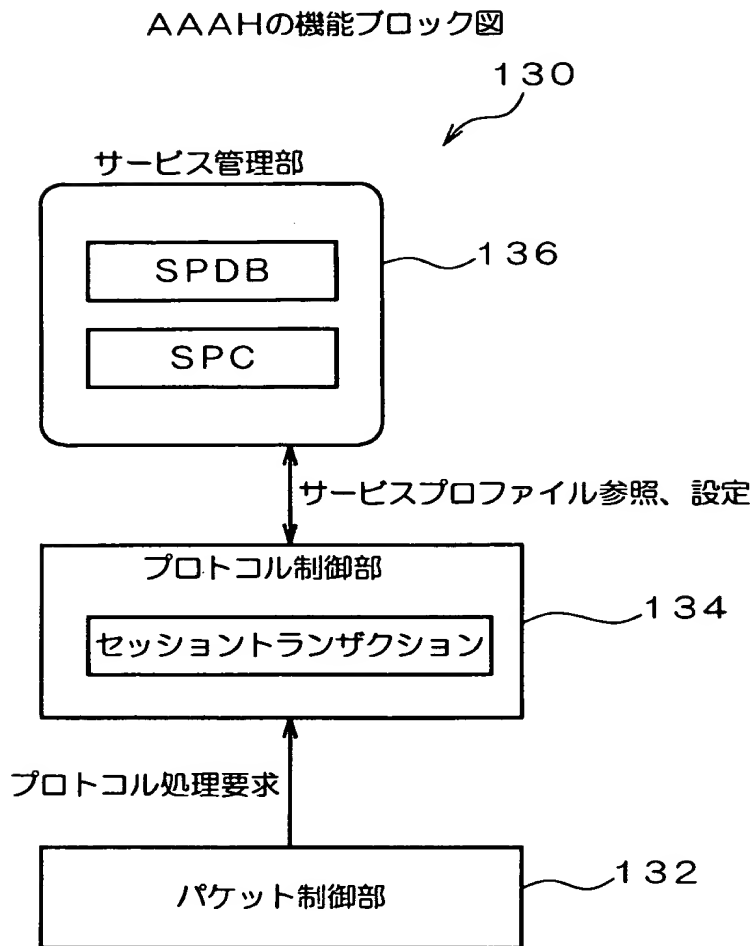 AAAHの機能ブロック図
130
サービス管理部
SPDB
136
SPC
サービスプロファイル参照、設定
プロトコル制御部
134
セッショントランザクション
プロトコル処理要求
132
パケット制御部